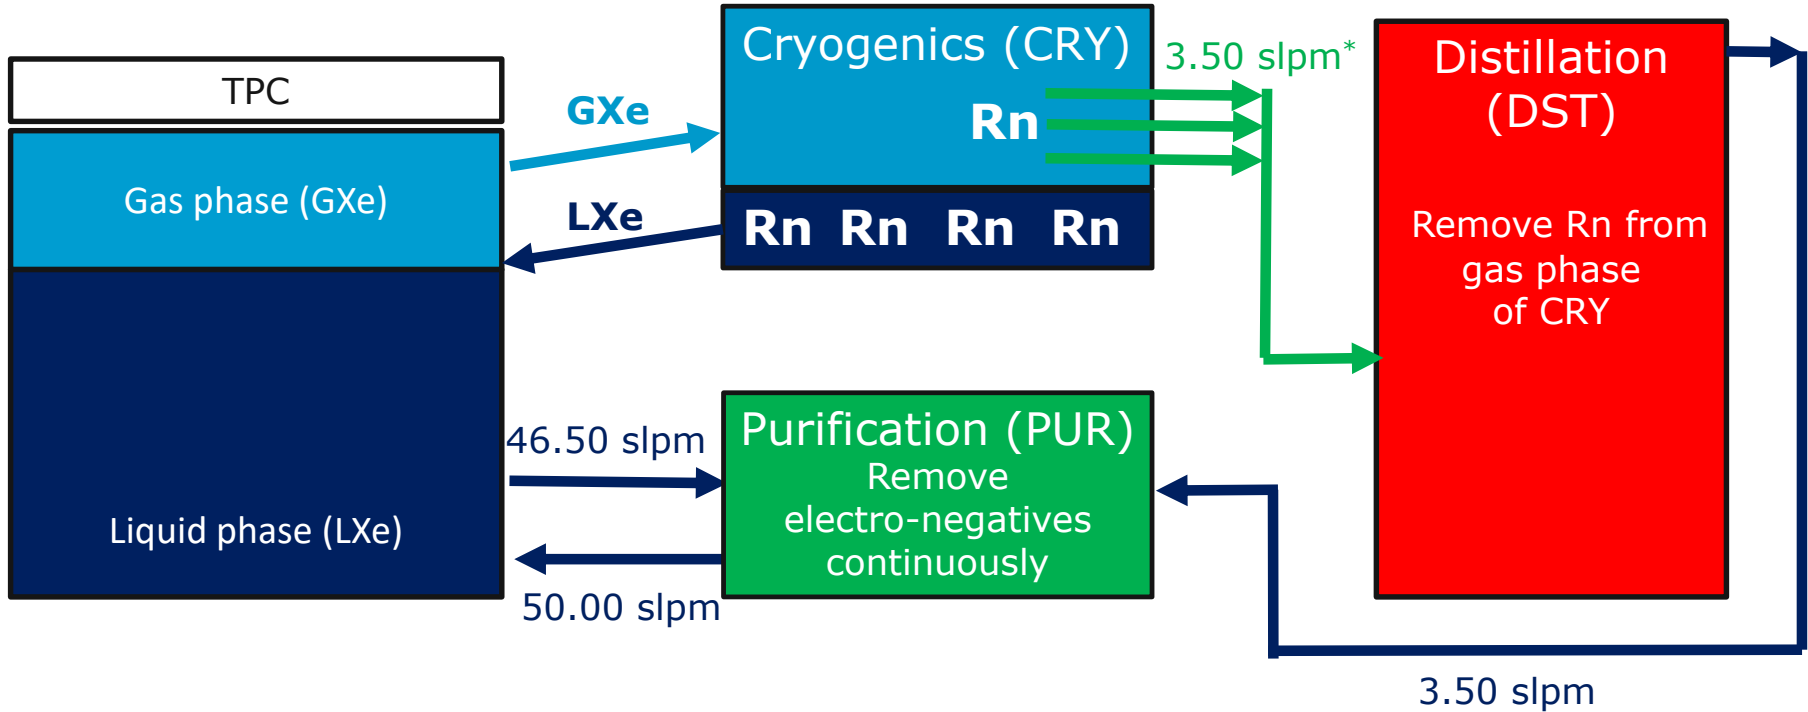 TPC
Gas phase (GXe)
Liquid phase (LXe)
GXe
LXe
Cryogenics (CRY)
Rn
Rn Rn Rn Rn
3.50 slpm*
Distillation
(DST)
Remove Rn from
gas phase
of CRY
46.50 slpm
50.00 slpm
Purification (PUR)
Remove
electro-negatives
continuously
3.50 slpm